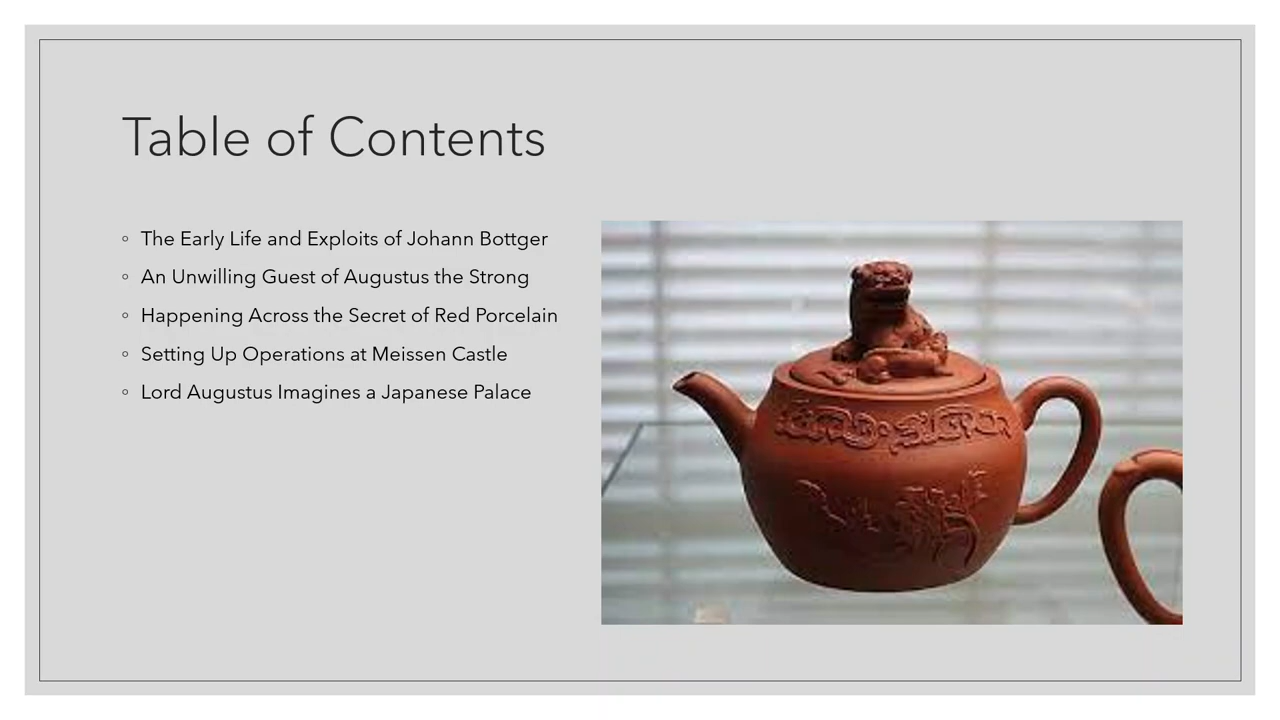 Table of Contents
The Early Life and Exploits of Johann Bottger
An Unwilling Guest of Augustus the Strong
Happening Across the Secret of Red Porcelain
Setting Up Operations at Meissen Castle
Lord Augustus Imagines a Japanese Palace